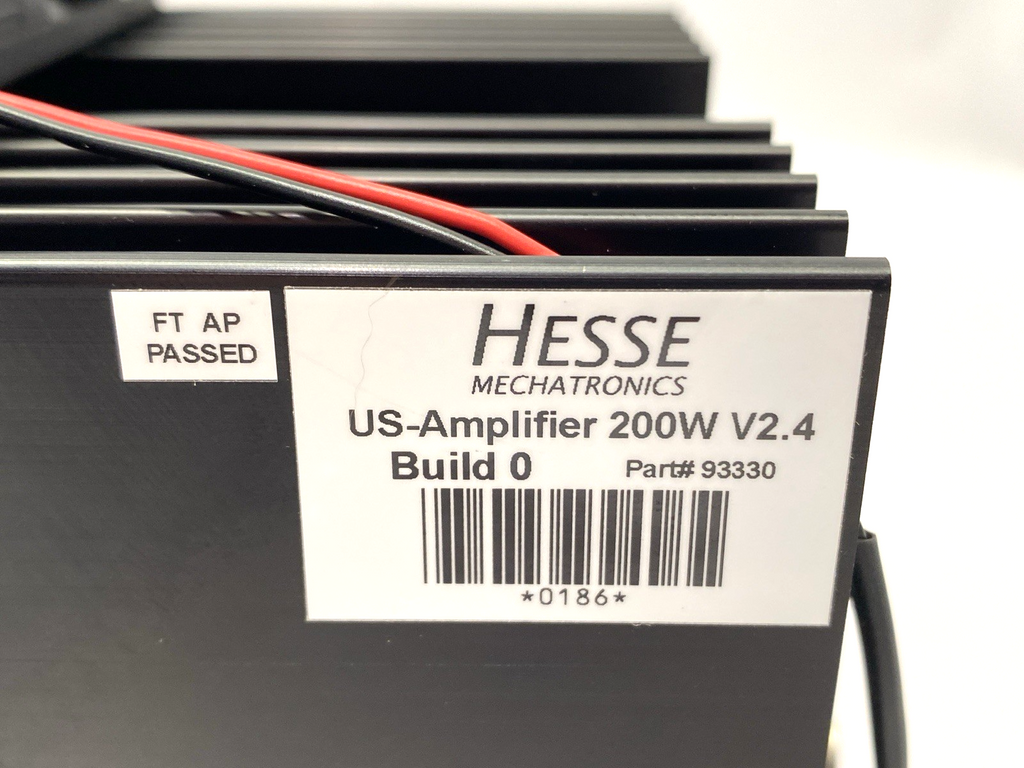 FT AP
PASSED
HESSE
MECHATRONICS
US-Amplifier 200W V2.4
Build 0 Part# 93330
*0186*